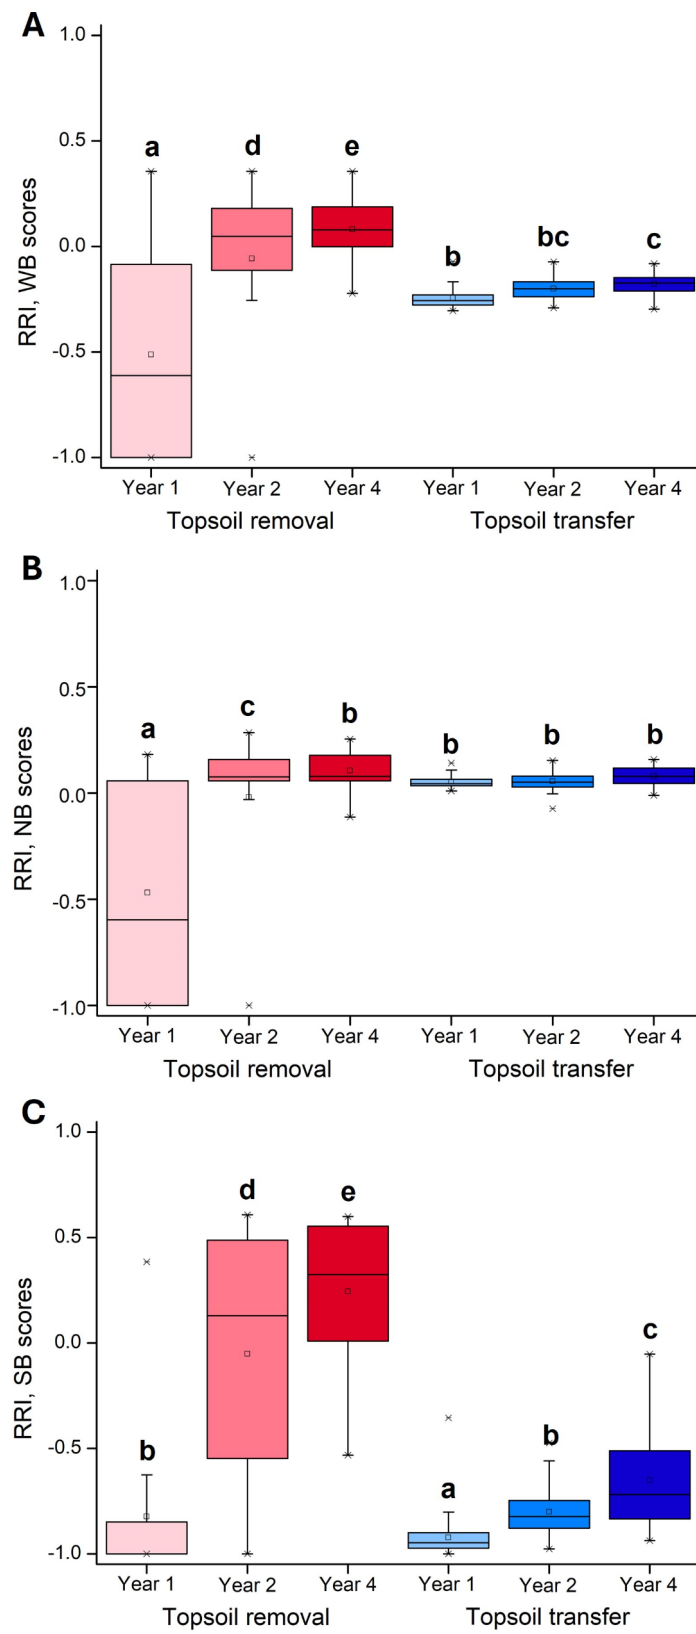 A
RRI, WB scores
1.0
0.5
0.0
-0.5
-1.0
a
d
e
b
bc
c
Year 1 Year 2 Year 4 Year 1 Year 2 Year 4
Topsoil removal Topsoil transfer
B
RRI, NB scores
1.0
0.5
0.0
-0.5
-1.0
a
c
b
b
b
b
Year 1 Year 2 Year 4 Year 1 Year 2 Year 4
Topsoil removal Topsoil transfer
C
RRI, SB scores
1.0
0.5
0.0
-0.5
-1.0
b
d
e
a
b
c
Year 1 Year 2 Year 4 Year 1 Year 2 Year 4
Topsoil removal Topsoil transfer